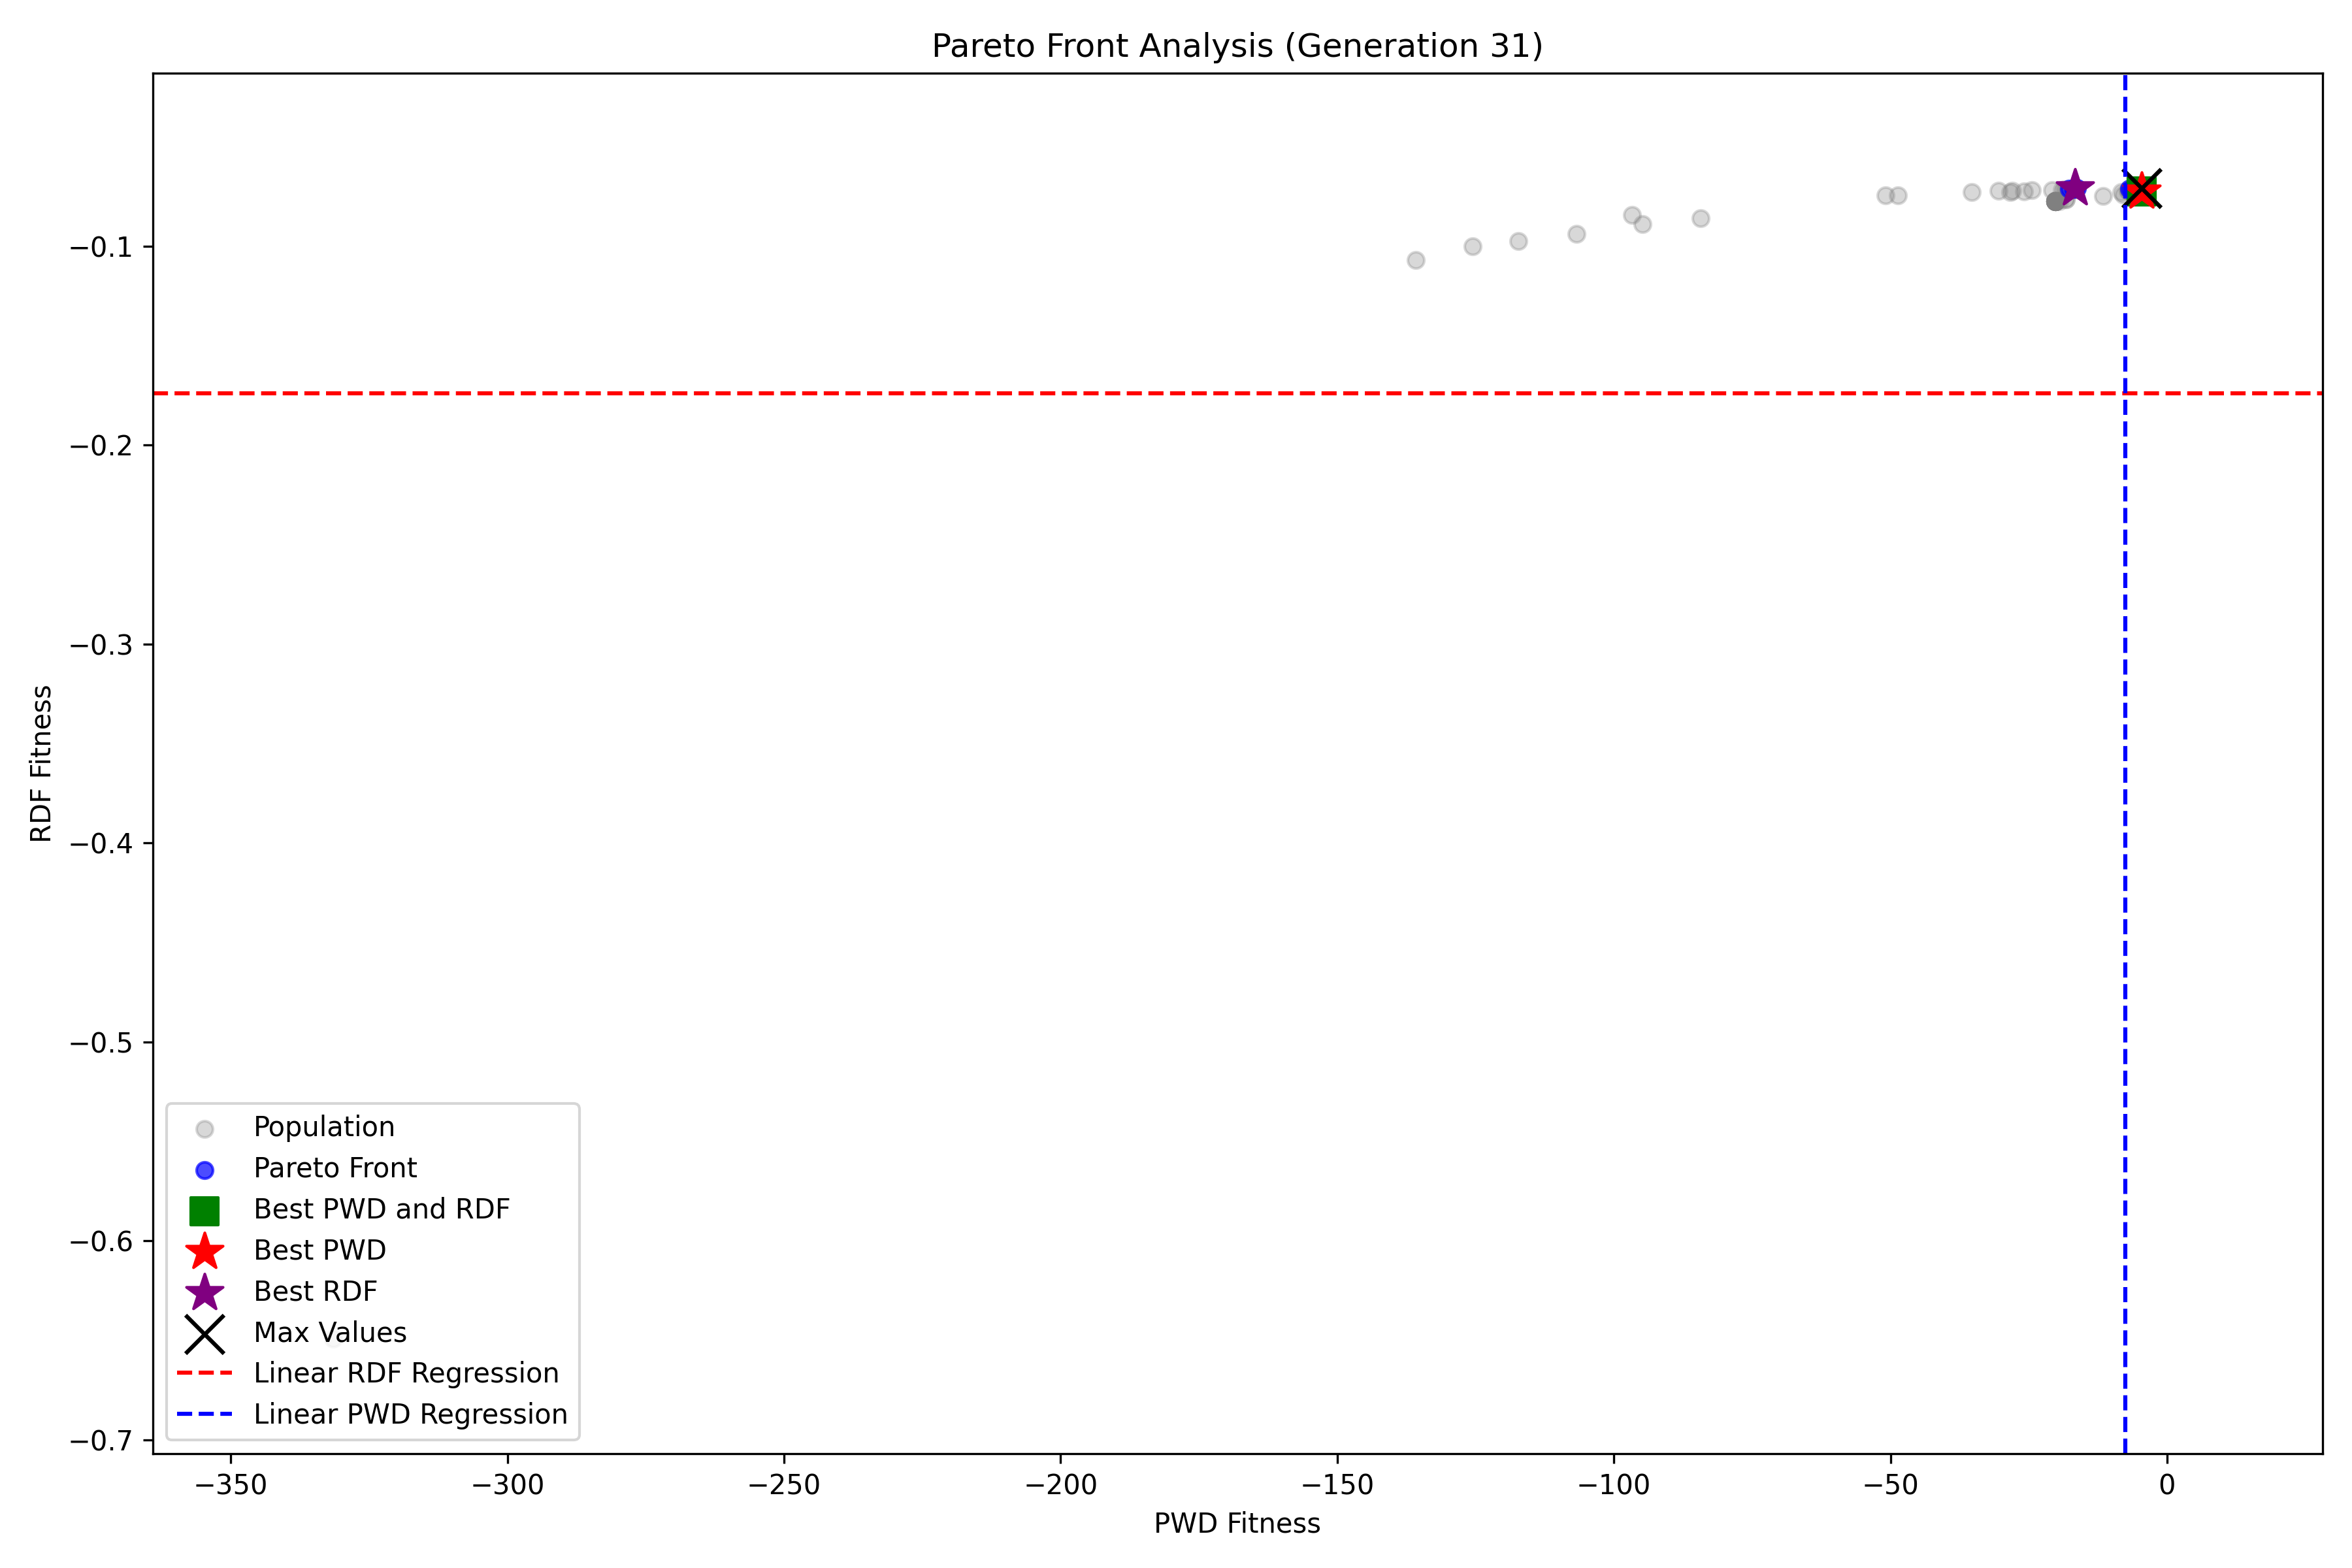 Pareto Front Analysis (Generation 31)
RDF Fitness
−0.1
−0.2
−0.3
−0.4
−0.5
−0.6
−0.7
Population
Pareto Front
Best PWD and RDF
Best PWD
Best RDF
Max Values
Linear RDF Regression
Linear PWD Regression
−350 −300 −250 −200 −150 −100 −50 0
PWD Fitness